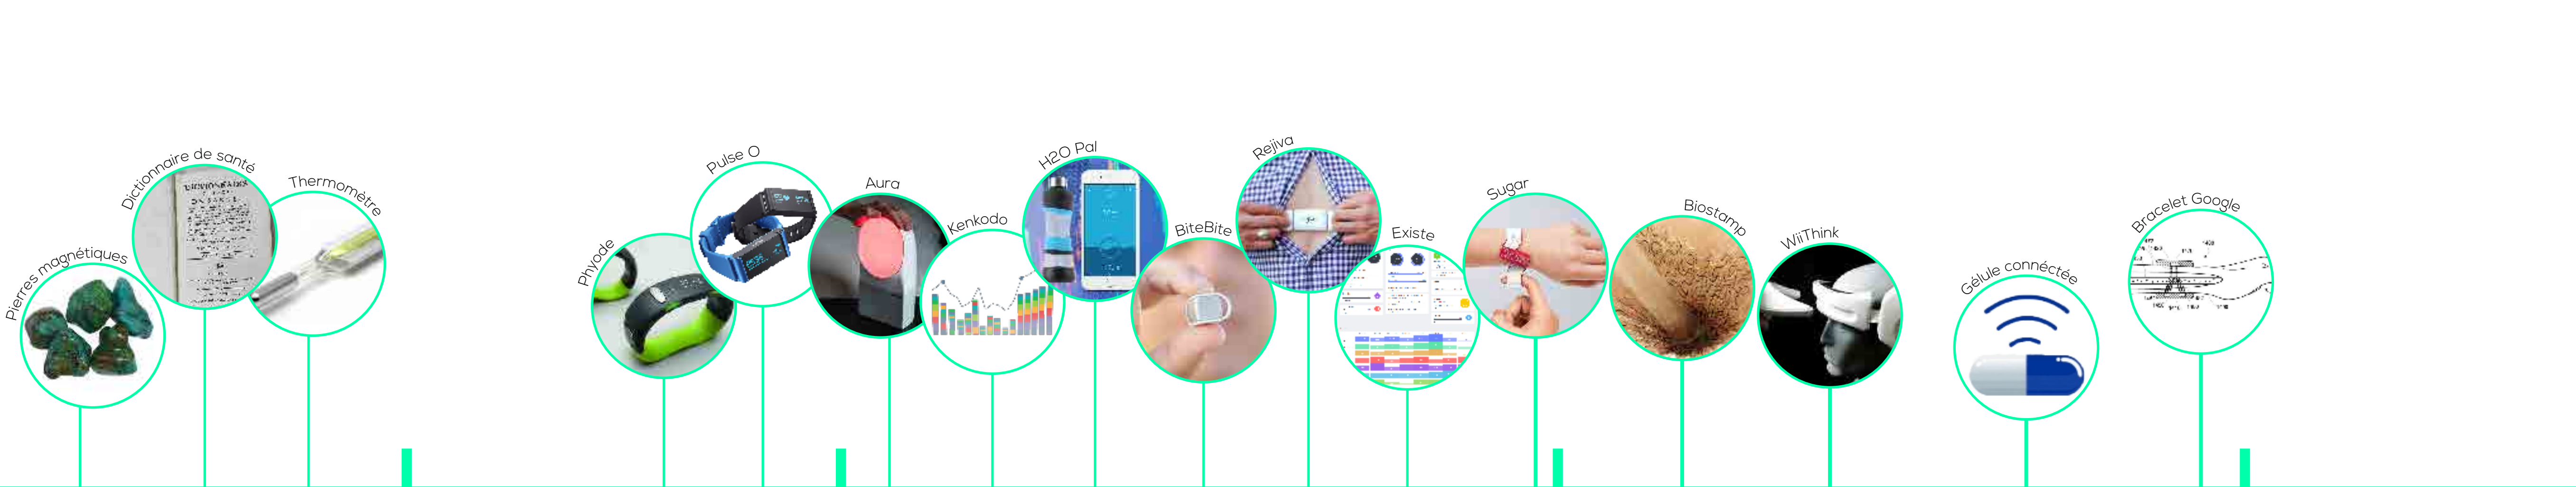 Pierres magnétiques
Dictionnaire de santé
Thermomètre
Phyode
Pulse O
Aura
Kenkodo
H2O Pal
BiteBite
Rejiva
Existe
Sugar
Biostamp
WiiThink
Gélule connéctée
Bracelet Google